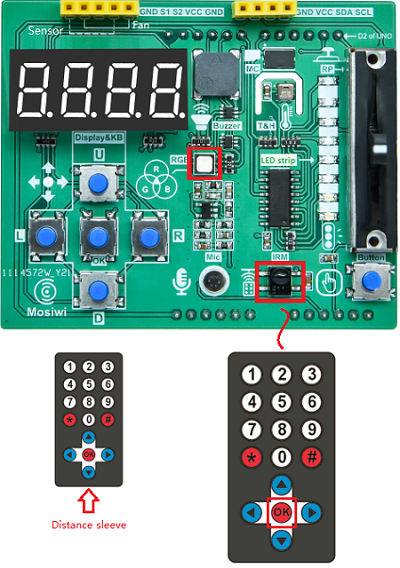 GND S1 S2 VCC GND
GND VCC SDA SCL
Sensor
Fan
D2 of UNO
8.8.8.8.
MC
RP
Buzzer
T&H
Display&KB
U
RGB
R
G
B
LED strip
L
OK
R
1114572W_Y21
Mic
IRM
Button
Mosiwi
D
1 2 3
4 5 6
7 8 9
* 0 #
OK
Distance sleeve
1 2 3
4 5 6
7 8 9
* 0 #
OK